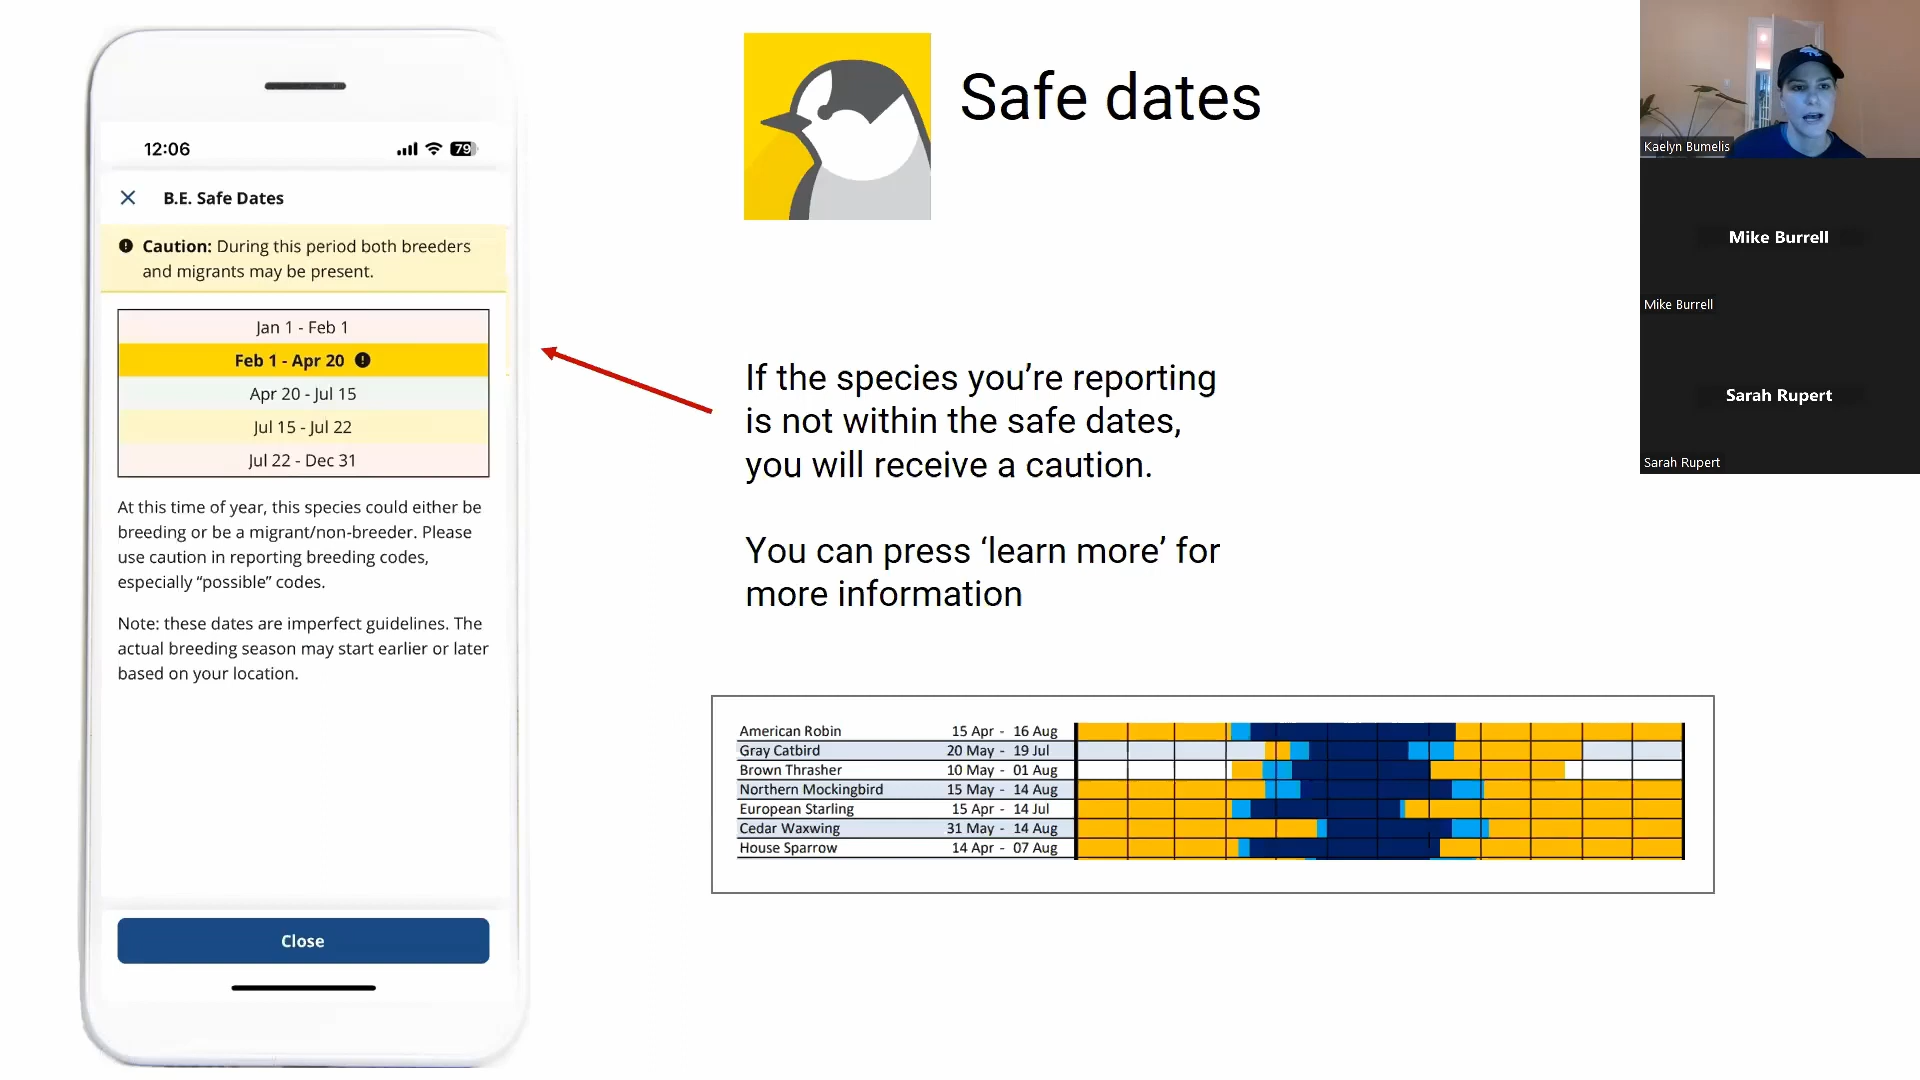 12:06
79
B.E. Safe Dates
Caution: During this period both breeders
and migrants may be present.
Jan 1 - Feb 1
Feb 1 - Apr 20
Apr 20 - Jul 15
Jul 15 - Jul 22
Jul 22 - Dec 31
At this time of year, this species could either be
breeding or be a migrant/non-breeder. Please
use caution in reporting breeding codes,
especially “possible” codes.
Note: these dates are imperfect guidelines. The
actual breeding season may start earlier or later
based on your location.
Close
Safe dates
If the species you’re reporting
is not within the safe dates,
you will receive a caution.
You can press ‘learn more’ for
more information
American Robin 15 Apr - 16 Aug
Gray Catbird 20 May - 19 Jul
Brown Thrasher 10 May - 01 Aug
Northern Mockingbird 15 May - 14 Aug
European Starling 15 Apr - 14 Jul
Cedar Waxwing 31 May - 14 Aug
House Sparrow 14 Apr - 07 Aug
Kaelyn Bumelis
Mike Burrell
Mike Burrell
Sarah Rupert
Sarah Rupert